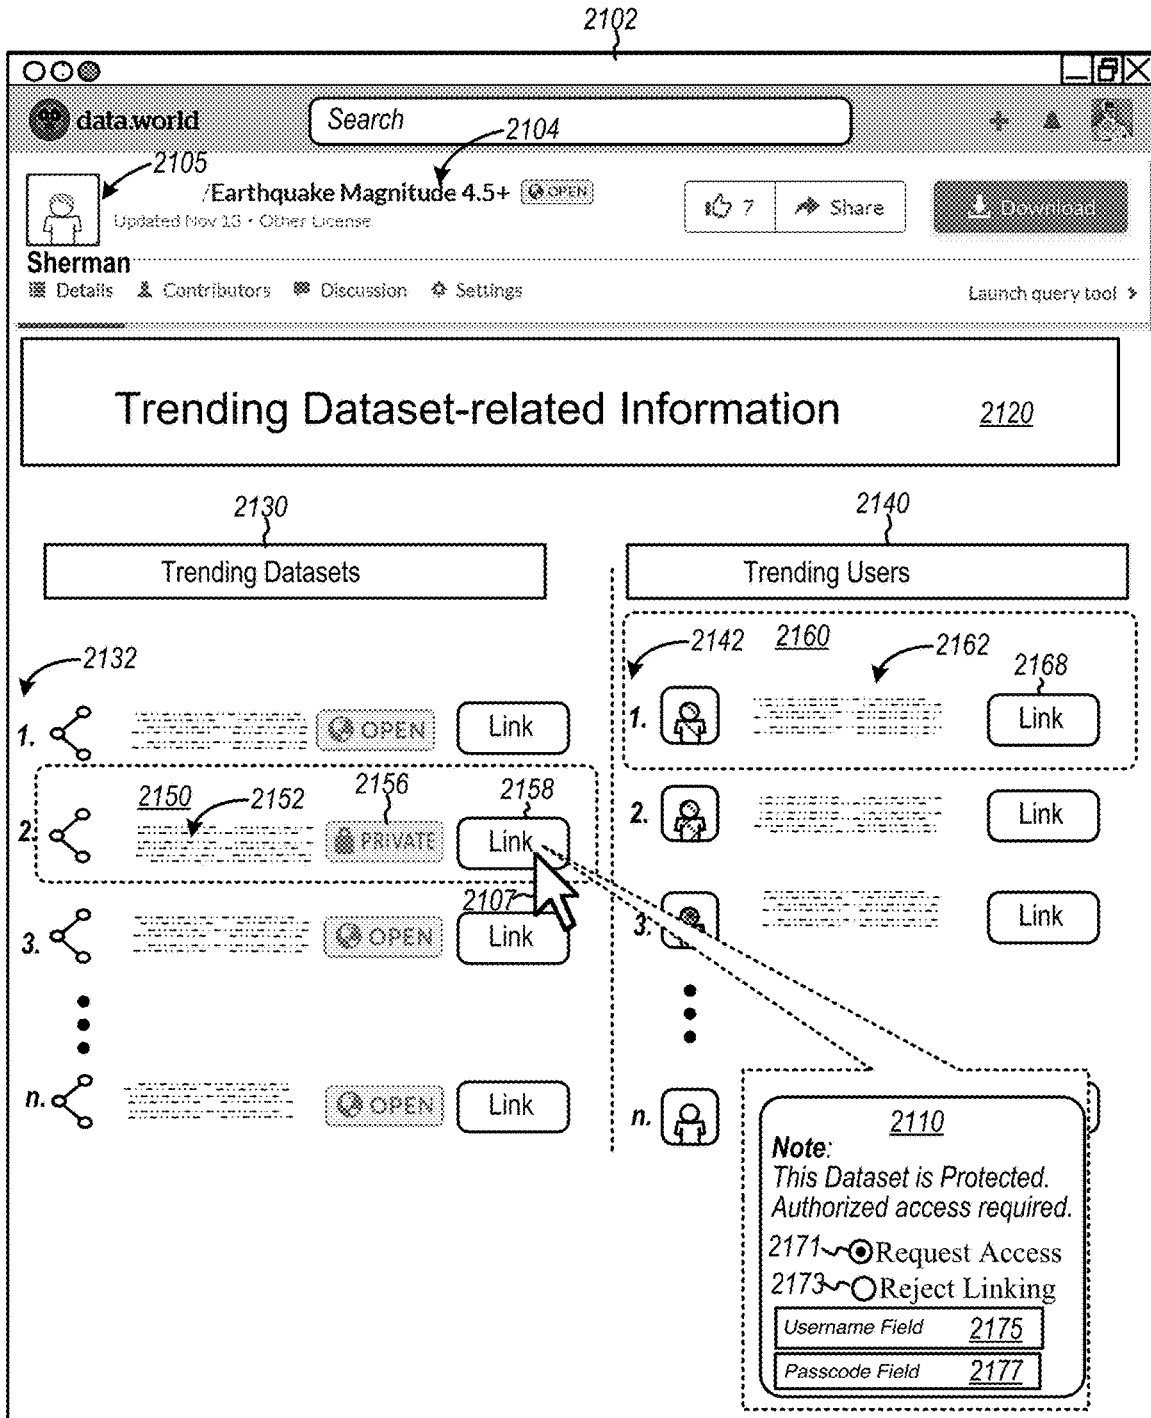 2102
data.world
Search
2104
2105
/Earthquake Magnitude 4.5+ OPEN
7 Share Download
Updated Nov 13 • Other License
Sherman
Details Contributors Discussion Settings
Launch query tool >
Trending Dataset-related Information 2120
2130
2140
Trending Datasets
Trending Users
2132
2142 2160 2162
2168
1. OPEN Link
1. Link
2150 2152 2156 2158
2. PRIVATE Link
2. Link
2107
3. OPEN Link
3. Link
n. OPEN Link
n.
2110
Note:
This Dataset is Protected.
Authorized access required.
2171 Request Access
2173 Reject Linking
Username Field 2175
Passcode Field 2177